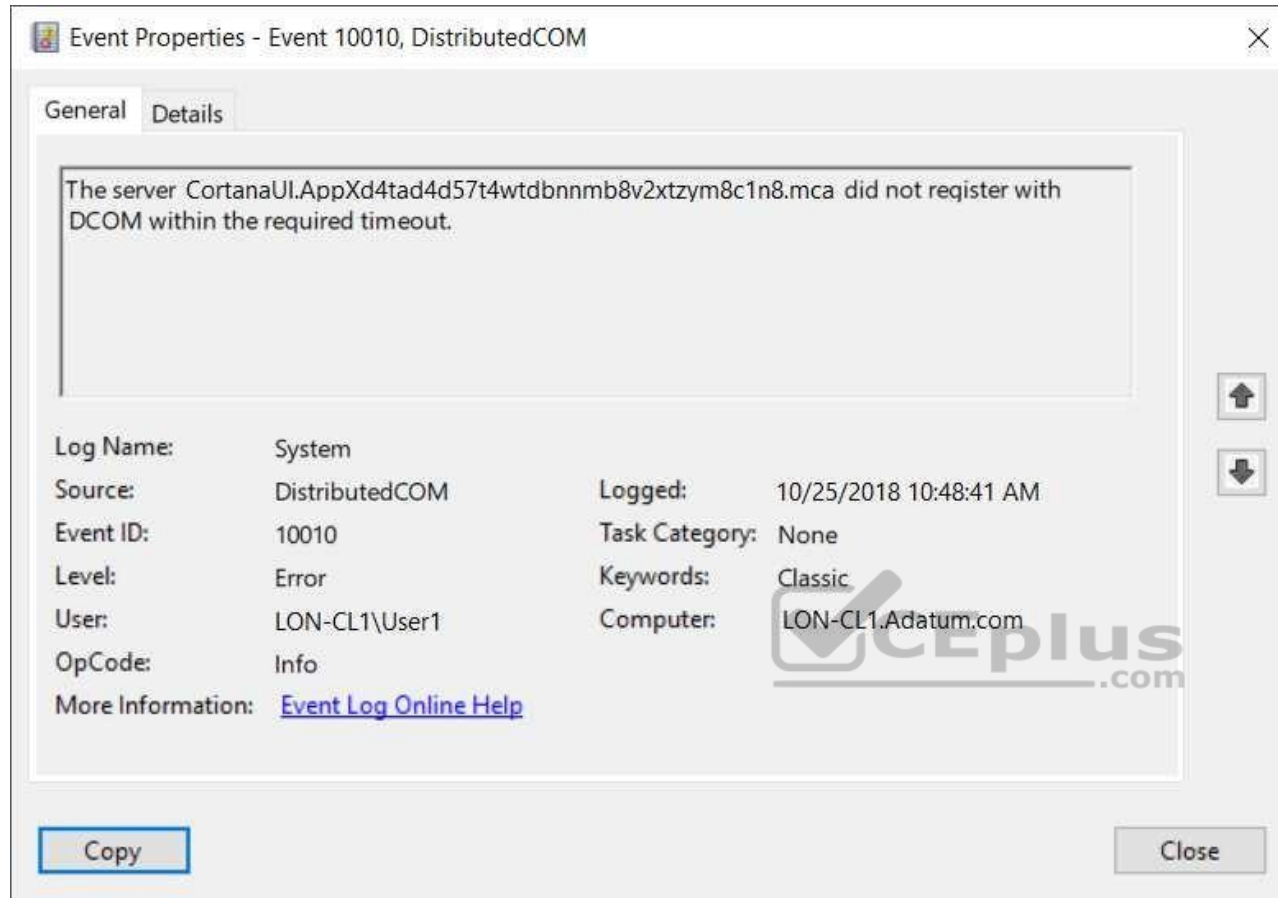 Event Properties - Event 10010, DistributedCOM
General Details
The server CortanaUI.AppXd4tad4d57t4wtdbnnmb8v2xtzym8c1n8.mca did not register with
DCOM within the required timeout.
Log Name: System
Source: DistributedCOM Logged: 10/25/2018 10:48:41 AM
Event ID: 10010 Task Category: None
Level: Error Keywords: Classic
User: LON-CL1\User1 Computer: LON-CL1.Adatum.com
OpCode: Info
More Information: Event Log Online Help
CEplus
.com
Copy Close